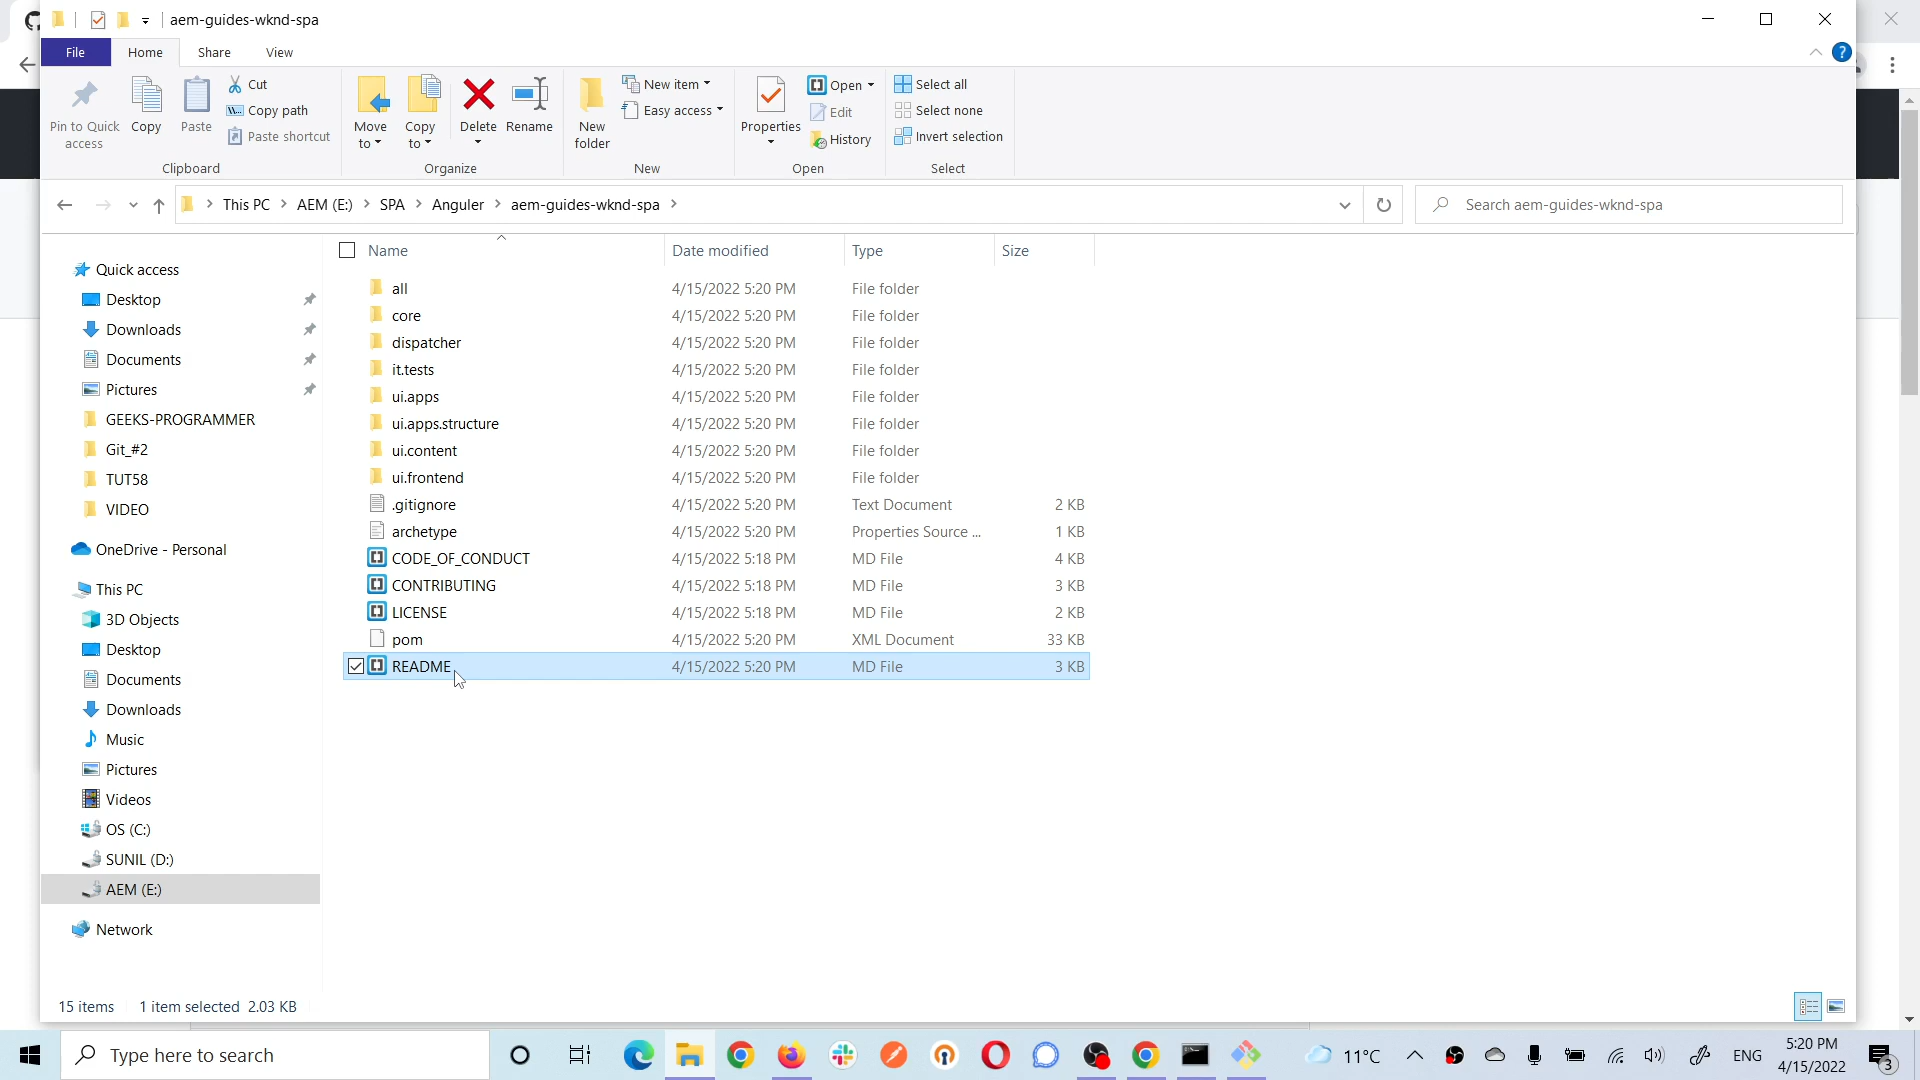 aem-guides-wknd-spa
File
Home
Share
View
Pin to Quick access
Copy
Paste
Cut
Copy path
Paste shortcut
Clipboard
Move to
Copy to
Delete
Rename
Organize
New folder
New item
Easy access
New
Properties
Open
Edit
History
Open
Select all
Select none
Invert selection
Select
This PC > AEM (E:) > SPA > Anguler > aem-guides-wknd-spa >
Search aem-guides-wknd-spa
Quick access
Desktop
Downloads
Documents
Pictures
GEEKS-PROGRAMMER
Git_#2
TUT58
VIDEO
OneDrive - Personal
This PC
3D Objects
Desktop
Documents
Downloads
Music
Pictures
Videos
OS (C:)
SUNIL (D:)
AEM (E:)
Network
Name Date modified Type Size
all 4/15/2022 5:20 PM File folder
core 4/15/2022 5:20 PM File folder
dispatcher 4/15/2022 5:20 PM File folder
it.tests 4/15/2022 5:20 PM File folder
ui.apps 4/15/2022 5:20 PM File folder
ui.apps.structure 4/15/2022 5:20 PM File folder
ui.content 4/15/2022 5:20 PM File folder
ui.frontend 4/15/2022 5:20 PM File folder
.gitignore 4/15/2022 5:20 PM Text Document 2 KB
archetype 4/15/2022 5:20 PM Properties Source ... 1 KB
CODE_OF_CONDUCT 4/15/2022 5:18 PM MD File 4 KB
CONTRIBUTING 4/15/2022 5:18 PM MD File 3 KB
LICENSE 4/15/2022 5:18 PM MD File 2 KB
pom 4/15/2022 5:20 PM XML Document 33 KB
README 4/15/2022 5:20 PM MD File 3 KB
15 items 1 item selected 2.03 KB
Type here to search
11°C
ENG
5:20 PM
4/15/2022
3